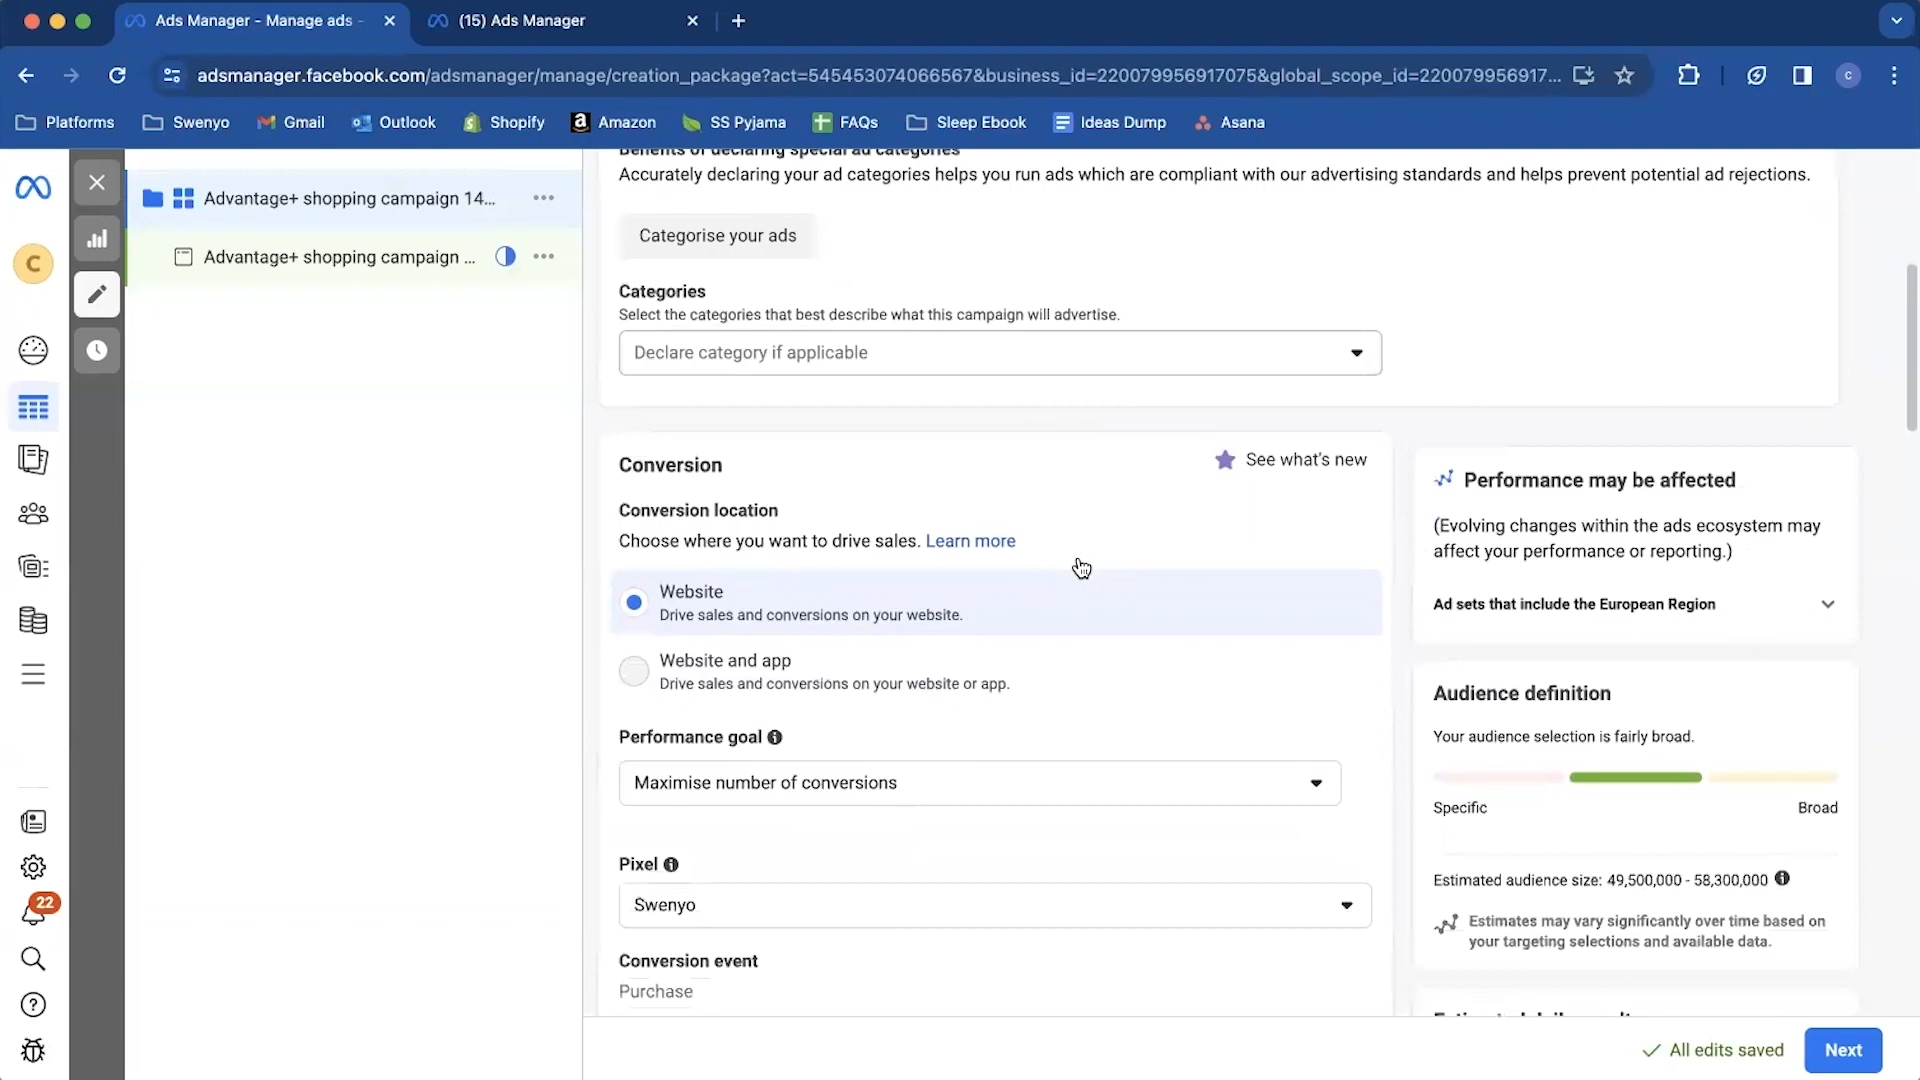 Ads Manager - Manage ads -
(15) Ads Manager
adsmanager.facebook.com/adsmanager/manage/creation_package?act=545453074066567&business_id=220079956917075&global_scope_id=220079956917...
C
Platforms
Swenyo
Gmail
Outlook
Shopify
Amazon
SS Pyjama
FAQs
Sleep Ebook
Ideas Dump
Asana
C
22
Advantage+ shopping campaign 14...
Advantage+ shopping campaign ...
Benefits of declaring special ad categories
Accurately declaring your ad categories helps you run ads which are compliant with our advertising standards and helps prevent potential ad rejections.
Categorise your ads
Categories
Select the categories that best describe what this campaign will advertise.
Declare category if applicable
Conversion
See what's new
Conversion location
Choose where you want to drive sales. Learn more
Website
Drive sales and conversions on your website.
Website and app
Drive sales and conversions on your website or app.
Performance goal
Maximise number of conversions
Pixel
Swenyo
Conversion event
Purchase
Performance may be affected
(Evolving changes within the ads ecosystem may
affect your performance or reporting.)
Ad sets that include the European Region
Audience definition
Your audience selection is fairly broad.
Specific
Broad
Estimated audience size: 49,500,000 - 58,300,000
Estimates may vary significantly over time based on
your targeting selections and available data.
All edits saved
Next